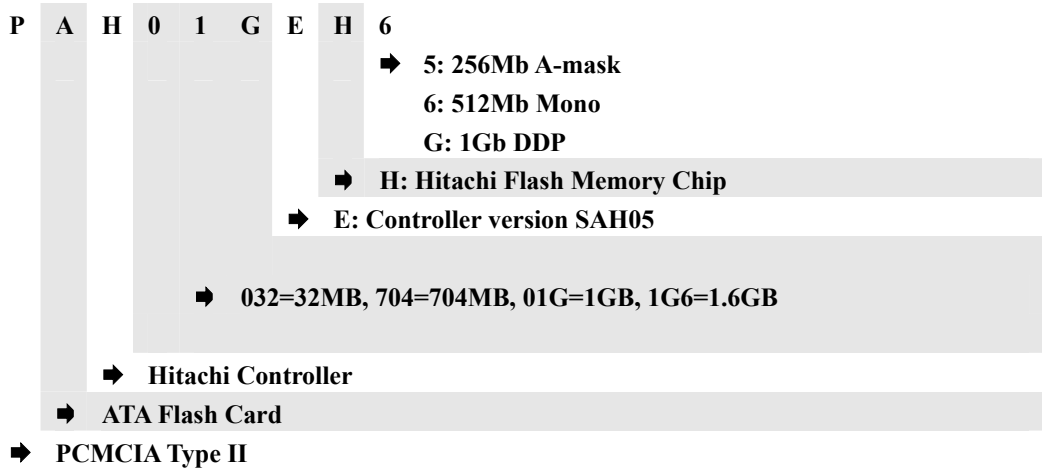 P A H 0 1 G E H 6
5: 256Mb A-mask
6: 512Mb Mono
G: 1Gb DDP
H: Hitachi Flash Memory Chip
E: Controller version SAH05
032=32MB, 704=704MB, 01G=1GB, 1G6=1.6GB
Hitachi Controller
ATA Flash Card
PCMCIA Type II